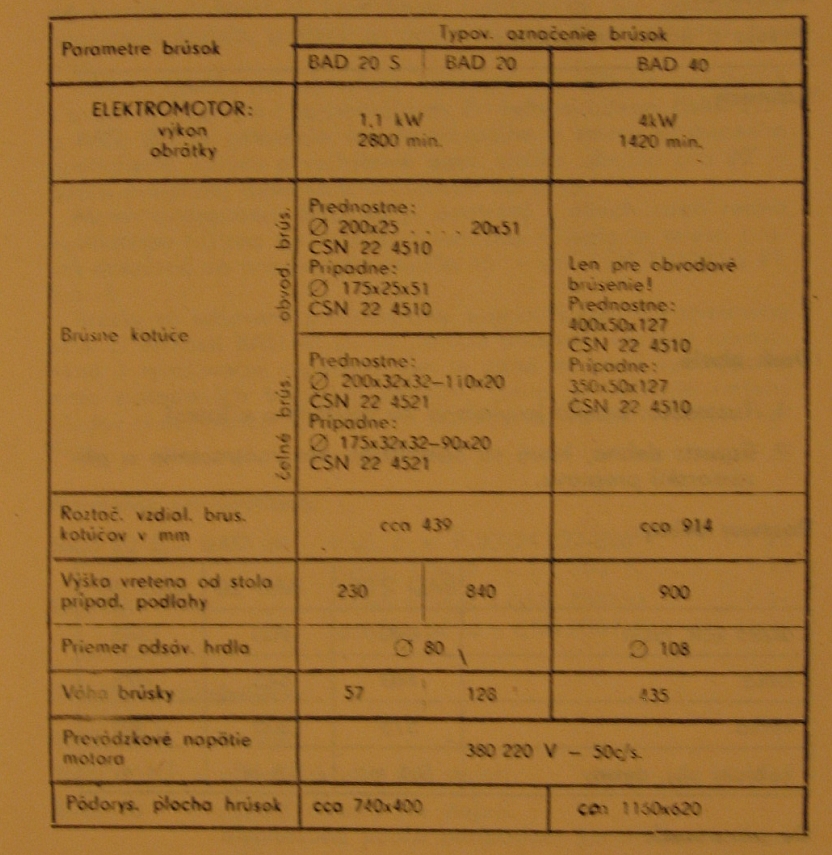 Parametre brúsok
Typov. označenie brúsok
BAD 20 S BAD 20 BAD 40
ELEKTROMOTOR:
výkon
obrátky
1,1 kW
2800 min.
4kW
1420 min.
Brúsne kotúče
obvod. brús.
Prednostne:
∅ 200x25 . . . . 20x51
ČSN 22 4510
Prípadne:
∅ 175x25x51
ČSN 22 4510
čelné brús.
Prednostne:
∅ 200x32x32—110x20
ČSN 22 4521
Prípadne:
∅ 175x32x32—90x20
ČSN 22 4521
Len pre obvodové
brúsenie!
Prednostne:
400x50x127
ČSN 22 4510
Prípadne:
350x50x127
ČSN 22 4510
Roztač. vzdial. brus.
kotúčov v mm
cca 439
cca 914
Výška vretena od stola
prípad. podlahy
230 840 900
Priemer odsáv. hrdla
∅ 80
∅ 108
Váha brúsky
57 128 435
Prevádzkové napätie
motora
380 220 V — 50c/s.
Pôdorys. plocha brúsok
cca 740x400
1160x620